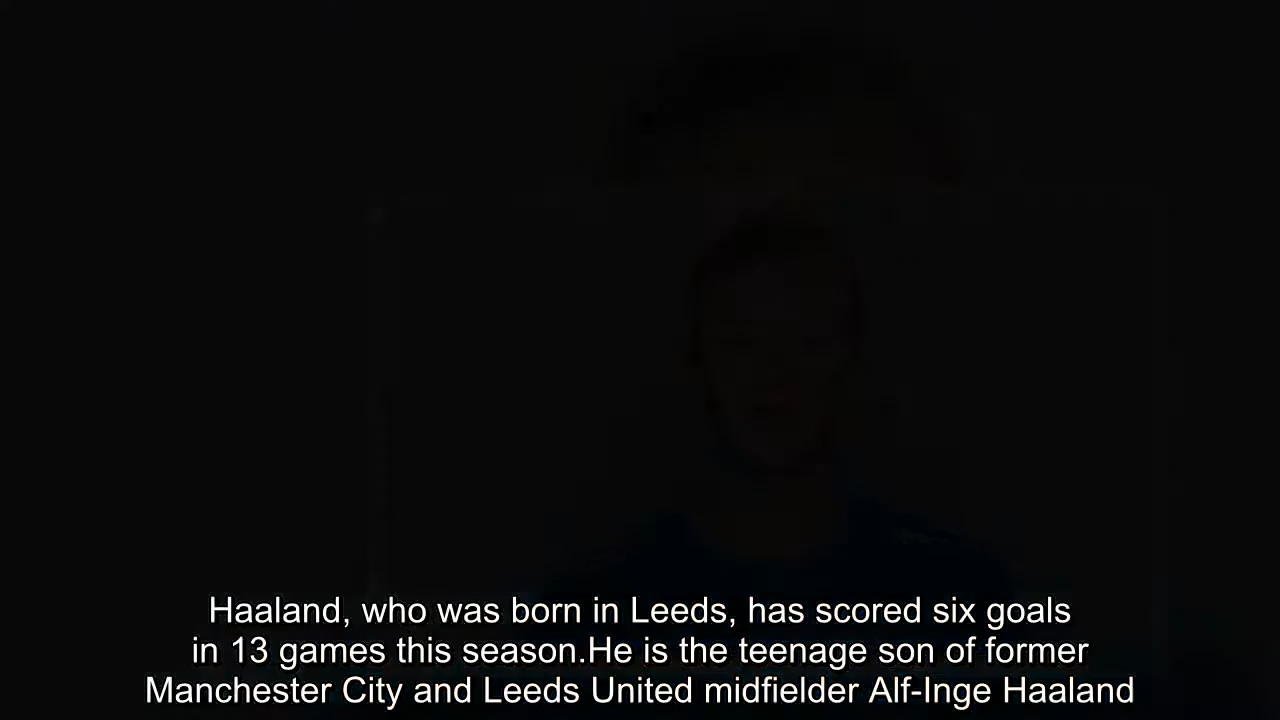 Haaland, who was born in Leeds, has scored six goals
in 13 games this season.He is the teenage son of former
Manchester City and Leeds United midfielder Alf-Inge Haaland